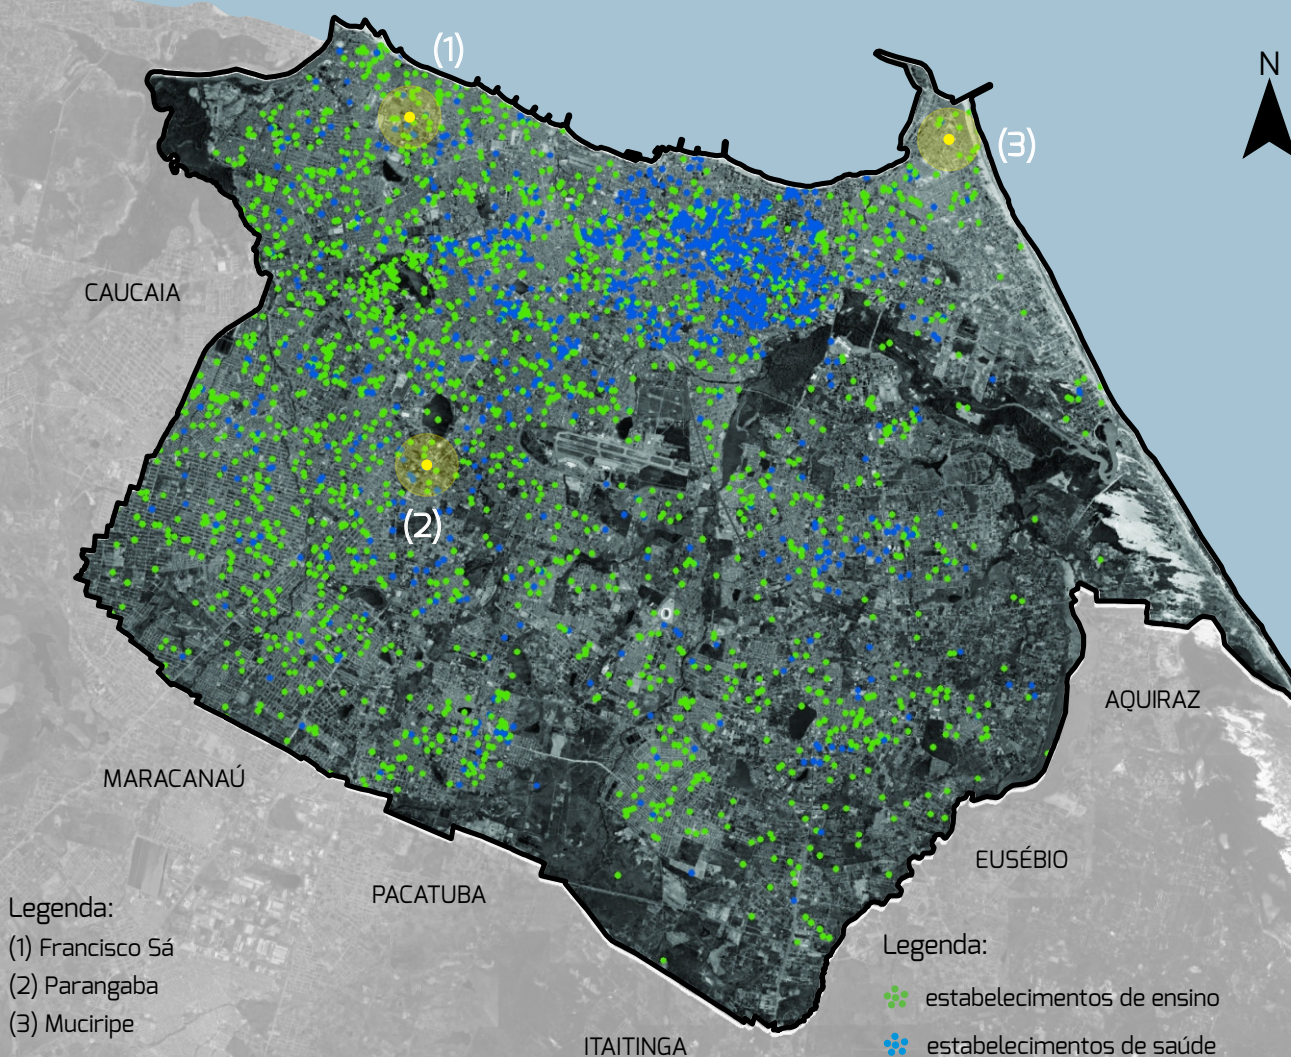 (1)
N
(3)
CAUCAIA
(2)
AQUIRAZ
MARACANAÚ
EUSÉBIO
PACATUBA
ITAITINGA
Legenda:
(1) Francisco Sá
(2) Parangaba
(3) Muciripe
Legenda:
estabelecimentos de ensino
estabelecimentos de saúde